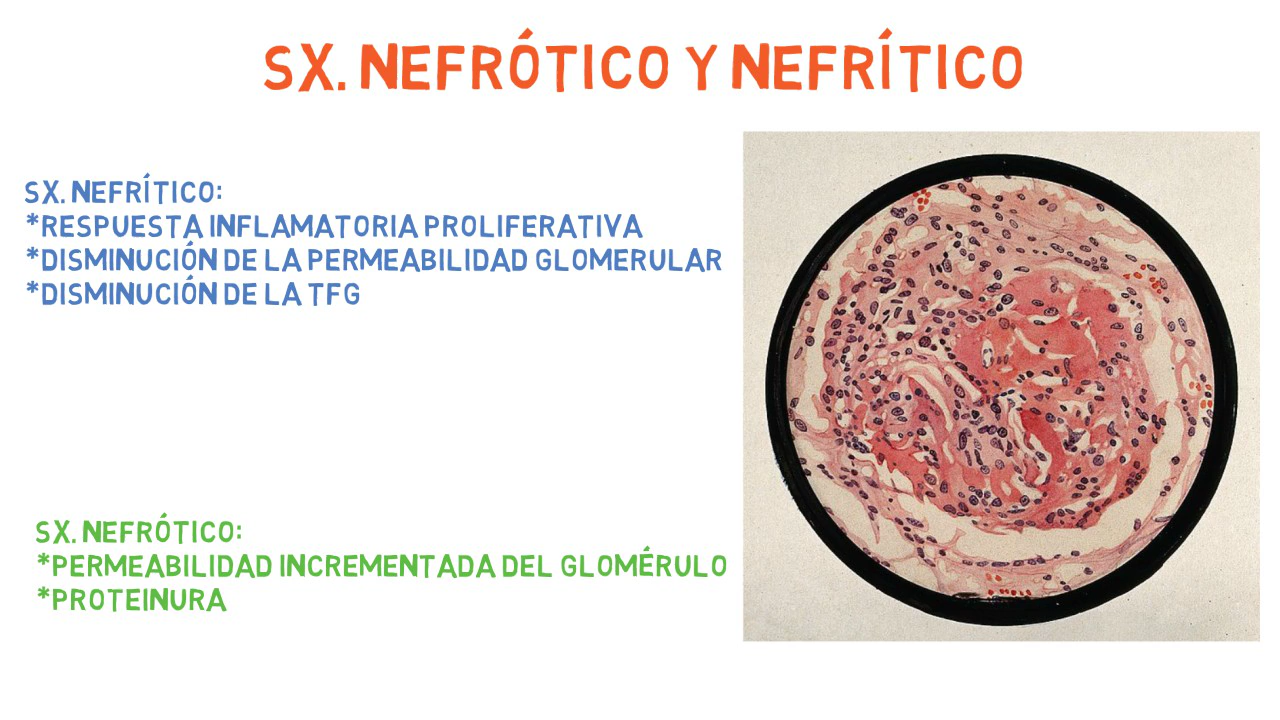 SX. NEFRÓTICO Y NEFRÍTICO
SX. NEFRÍTICO:
*RESPUESTA INFLAMATORIA PROLIFERATIVA
*DISMINUCIÓN DE LA PERMEABILIDAD GLOMERULAR
*DISMINUCIÓN DE LA TFG
SX. NEFRÓTICO:
*PERMEABILIDAD INCREMENTADA DEL GLOMÉRULO
*PROTEINURA